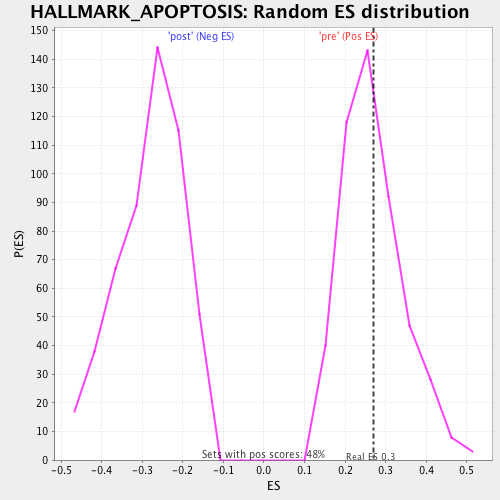 HALLMARK_APOPTOSIS: Random ES distribution
'post' (Neg ES) 'pre' (Pos ES)
150
140
130
120
110
100
90
80
70
60
50
40
30
20
10
0
P(ES)
Sets with pos scores: 48%
Real ES 0.3
-0.5 -0.4 -0.3 -0.2 -0.1 0.0 0.1 0.2 0.3 0.4 0.5
ES